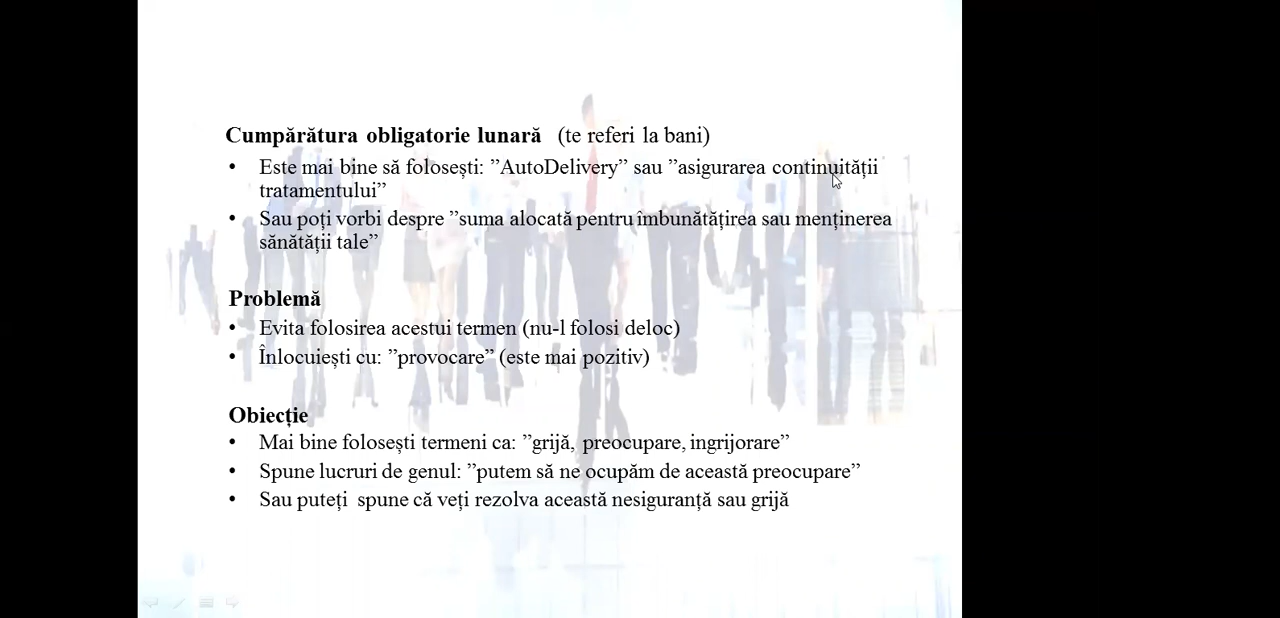 Cumpărătura obligatorie lunară (te referi la bani)
• Este mai bine să folosești: ”AutoDelivery” sau ”asigurarea continuității
tratamentului”
• Sau poți vorbi despre ”suma alocată pentru îmbunătățirea sau menținerea
sănătății tale”
Problemă
• Evita folosirea acestui termen (nu-l folosi deloc)
• Înlocuiești cu: ”provocare” (este mai pozitiv)
Obiecție
• Mai bine folosești termeni ca: ”grijă, preocupare, ingrijorare”
• Spune lucruri de genul: ”putem să ne ocupăm de această preocupare”
• Sau puteți spune că veți rezolva această nesiguranță sau grijă